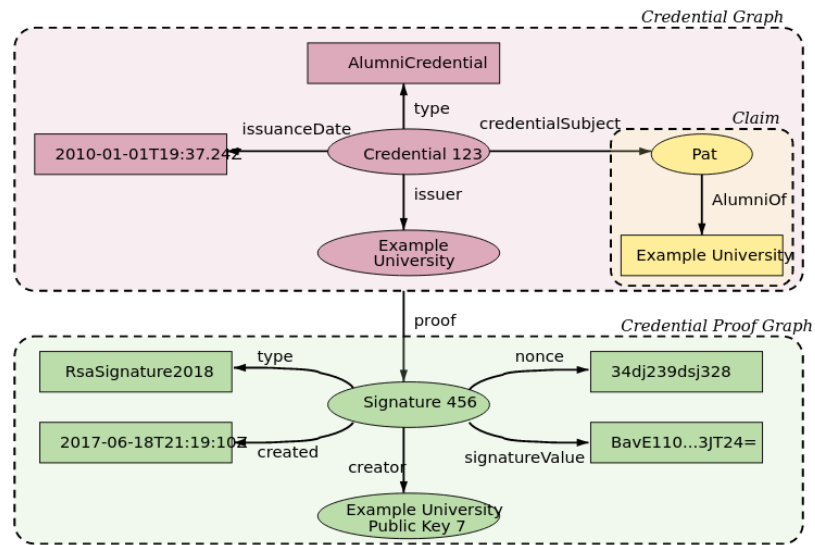 Credential Graph
AlumniCredential
type
credentialSubject
issuanceDate
Claim
2010-01-01T19:37.24Z
Credential 123
Pat
issuer
AlumniOf
Example
University
Example University
proof
Credential Proof Graph
type
nonce
RsaSignature2018
34dj239dsj328
Signature 456
2017-06-18T21:19:10Z
BavE110...3JT24=
created
signatureValue
creator
Example University
Public Key 7